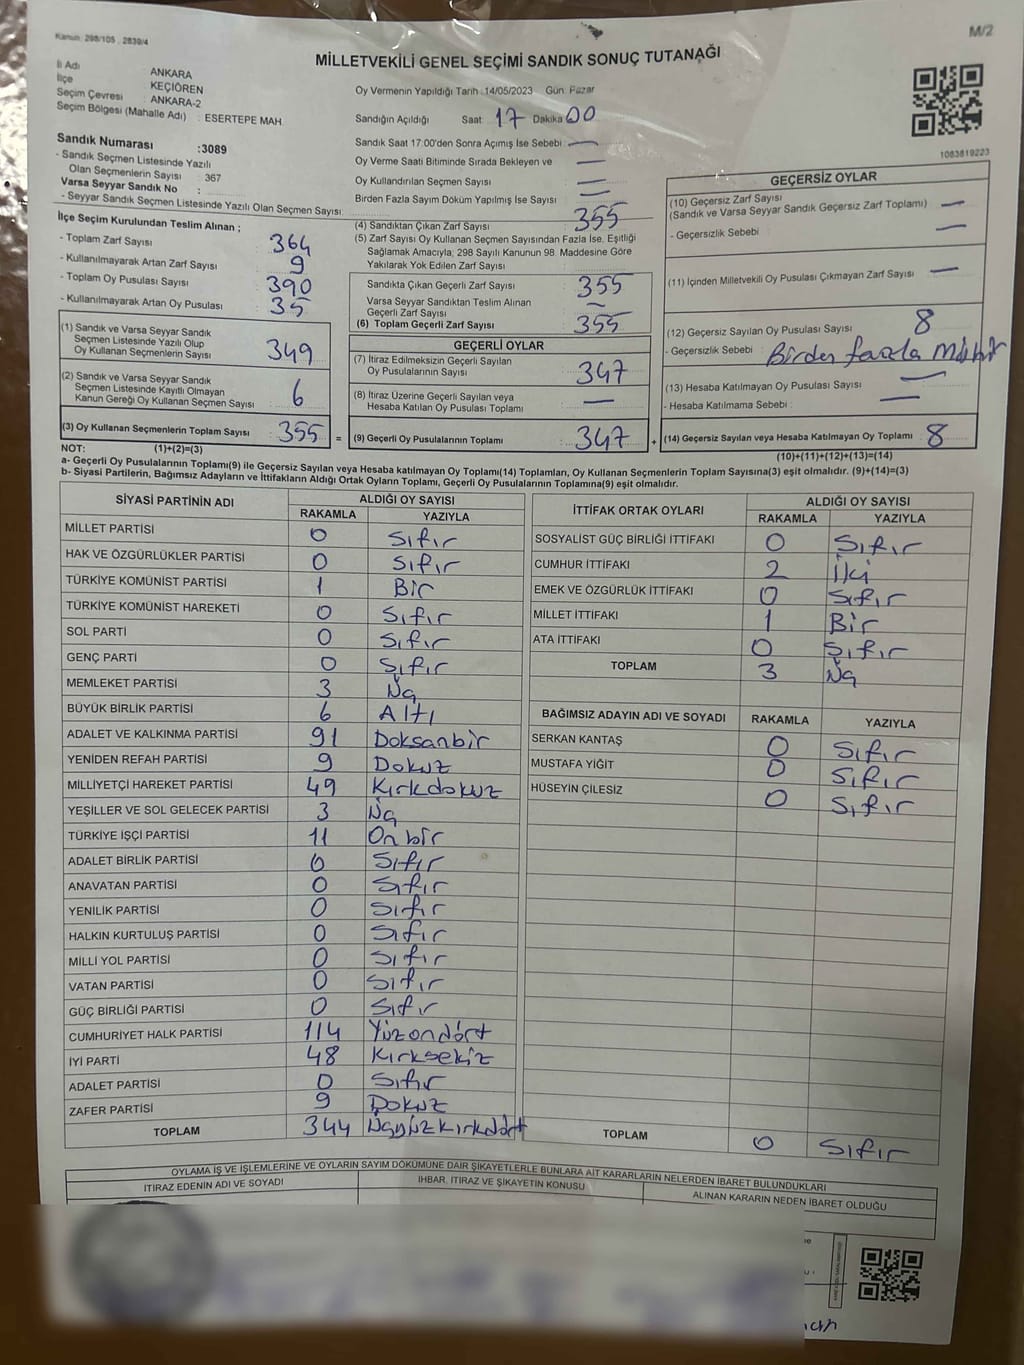 Kanun: 298/105, 2839/4
M/2
MİLLETVEKİLİ GENEL SEÇİMİ SANDIK SONUÇ TUTANAĞI
İl Adı ANKARA
İlçe KEÇİÖREN
Seçim Çevresi : ANKARA-2
Seçim Bölgesi (Mahalle Adı) : ESERTEPE MAH
Sandık Numarası :3089
- Sandık Seçmen Listesinde Yazılı
Olan Seçmenlerin Sayısı : 367
Varsa Seyyar Sandık No :
- Seyyar Sandık Seçmen Listesinde Yazılı Olan Seçmen Sayısı:
İlçe Seçim Kurulundan Teslim Alınan ;
- Toplam Zarf Sayısı : 364
- Kullanılmayarak Artan Zarf Sayısı : 9
- Toplam Oy Pusulası Sayısı : 390
- Kullanılmayarak Artan Oy Pusulası : 35
(1) Sandık ve Varsa Seyyar Sandık
Seçmen Listesinde Yazılı Olup
Oy Kullanan Seçmenlerin Sayısı : 349
(2) Sandık ve Varsa Seyyar Sandık
Seçmen Listesinde Kayıtlı Olmayan
Kanun Gereği Oy Kullanan Seçmen Sayısı : 6
(3) Oy Kullanan Seçmenlerin Toplam Sayısı : 355 =
Oy Vermenin Yapıldığı Tarih :14/05/2023 Gün: Pazar
Sandığın Açıldığı Saat : 17 Dakika : 00
Sandık Saat 17:00'den Sonra Açımış İse Sebebi : —
Oy Verme Saati Bitiminde Sırada Bekleyen ve —
Oy Kullandırılan Seçmen Sayısı : —
Birden Fazla Sayım Döküm Yapılmış İse Sayısı : —
(4) Sandıktan Çıkan Zarf Sayısı : 355
(5) Zarf Sayısı Oy Kullanan Seçmen Sayısından Fazla İse, Eşitliği
Sağlamak Amacıyla, 298 Sayılı Kanunun 98. Maddesine Göre
Yakılarak Yok Edilen Zarf Sayısı :
Sandıkta Çıkan Geçerli Zarf Sayısı : 355
Varsa Seyyar Sandıktan Teslim Alınan
Geçerli Zarf Sayısı : —
(6) Toplam Geçerli Zarf Sayısı : 355
GEÇERLİ OYLAR
(7) İtiraz Edilmeksizin Geçerli Sayılan
Oy Pusulalarının Sayısı : 347
(8) İtiraz Üzerine Geçerli Sayılan veya
Hesaba Katılan Oy Pusulası Toplamı : —
(9) Geçerli Oy Pusulalarının Toplamı : 347 +
1083819223
GEÇERSİZ OYLAR
(10) Geçersiz Zarf Sayısı :
(Sandık ve Varsa Seyyar Sandık Geçersiz Zarf Toplamı) —
- Geçersizlik Sebebi : —
(11) İçinden Milletvekili Oy Pusulası Çıkmayan Zarf Sayısı : —
(12) Geçersiz Sayılan Oy Pusulası Sayısı : 8
- Geçersizlik Sebebi : Birden fazla Mühür
(13) Hesaba Katılmayan Oy Pusulası Sayısı : —
- Hesaba Katılmama Sebebi : —
(14) Geçersiz Sayılan veya Hesaba Katılmayan Oy Toplamı : 8
NOT: (1)+(2)=(3)
(10)+(11)+(12)+(13)=(14)
a- Geçerli Oy Pusulalarının Toplamı(9) ile Geçersiz Sayılan veya Hesaba katılmayan Oy Toplamı(14) Toplamları, Oy Kullanan Seçmenlerin Toplam Sayısına(3) eşit olmalıdır. (9)+(14)=(3)
b- Siyasi Partilerin, Bağımsız Adayların ve İttifakların Aldığı Ortak Oyların Toplamı, Geçerli Oy Pusulalarının Toplamına(9) eşit olmalıdır.
SİYASİ PARTİNİN ADI ALDIĞI OY SAYISI
RAKAMLA YAZIYLA
MİLLET PARTİSİ 0 Sıfır
HAK VE ÖZGÜRLÜKLER PARTİSİ 0 Sıfır
TÜRKİYE KOMÜNİST PARTİSİ 1 Bir
TÜRKİYE KOMÜNİST HAREKETİ 0 Sıfır
SOL PARTİ 0 Sıfır
GENÇ PARTİ 0 Sıfır
MEMLEKET PARTİSİ 3 Üç
BÜYÜK BİRLİK PARTİSİ 6 Altı
ADALET VE KALKINMA PARTİSİ 91 Doksanbir
YENİDEN REFAH PARTİSİ 9 Dokuz
MİLLİYETÇİ HAREKET PARTİSİ 49 Kırkdokuz
YEŞİLLER VE SOL GELECEK PARTİSİ 3 Üç
TÜRKİYE İŞÇİ PARTİSİ 11 Onbir
ADALET BİRLİK PARTİSİ 0 Sıfır
ANAVATAN PARTİSİ 0 Sıfır
YENİLİK PARTİSİ 0 Sıfır
HALKIN KURTULUŞ PARTİSİ 0 Sıfır
MİLLİ YOL PARTİSİ 0 Sıfır
VATAN PARTİSİ 0 Sıfır
GÜÇ BİRLİĞİ PARTİSİ 0 Sıfır
CUMHURİYET HALK PARTİSİ 114 Yüzondört
İYİ PARTİ 48 Kırksekiz
ADALET PARTİSİ 0 Sıfır
ZAFER PARTİSİ 9 Dokuz
TOPLAM 344 Üçyüzkırkdört
İTTİFAK ORTAK OYLARI ALDIĞI OY SAYISI
RAKAMLA YAZIYLA
SOSYALİST GÜÇ BİRLİĞİ İTTİFAKI 0 Sıfır
CUMHUR İTTİFAKI 2 İki
EMEK VE ÖZGÜRLÜK İTTİFAKI 0 Sıfır
MİLLET İTTİFAKI 1 Bir
ATA İTTİFAKI 0 Sıfır
TOPLAM 3 Üç
BAĞIMSIZ ADAYIN ADI VE SOYADI RAKAMLA YAZIYLA
SERKAN KANTAŞ 0 Sıfır
MUSTAFA YİĞİT 0 Sıfır
HÜSEYİN ÇİLESİZ 0 Sıfır
TOPLAM 0 Sıfır
OYLAMA İŞ VE İŞLEMLERİNE VE OYLARIN SAYIM DÖKÜMÜNE DAİR ŞİKAYETLERLE BUNLARA AİT KARARLARIN NELERDEN İBARET BULUNDUKLARI
İTİRAZ EDENİN ADI VE SOYADI İHBAR, İTİRAZ VE ŞİKAYETİN KONUSU ALINAN KARARIN NEDEN İBARET OLDUĞU